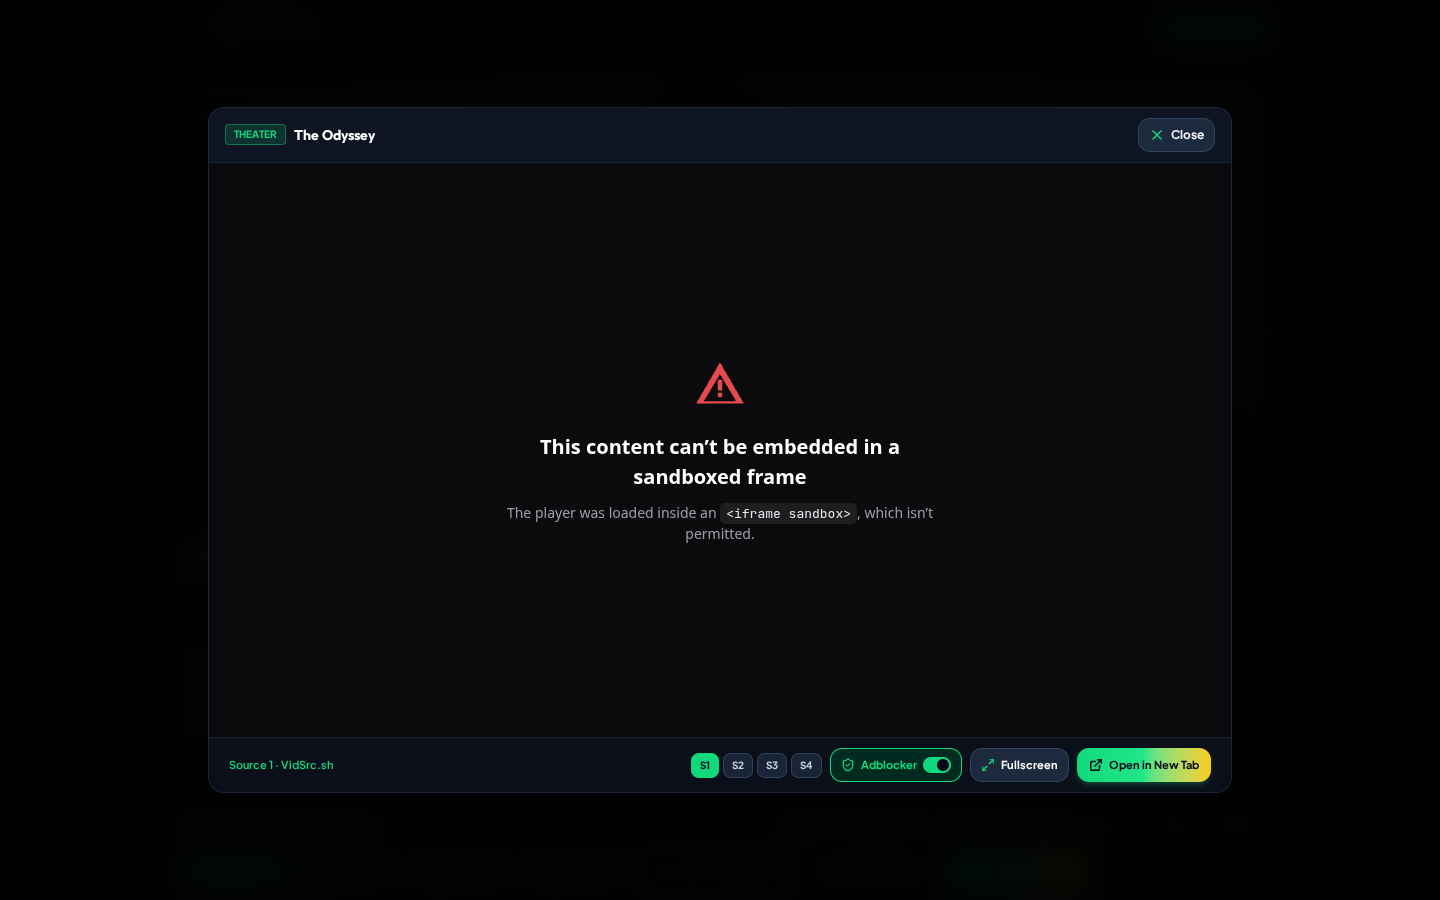 THEATER The Odyssey
Close
This content can’t be embedded in a
sandboxed frame
The player was loaded inside an <iframe sandbox>, which isn’t
permitted.
Source 1 · VidSrc.sh
S1 S2 S3 S4 Adblocker Fullscreen Open in New Tab